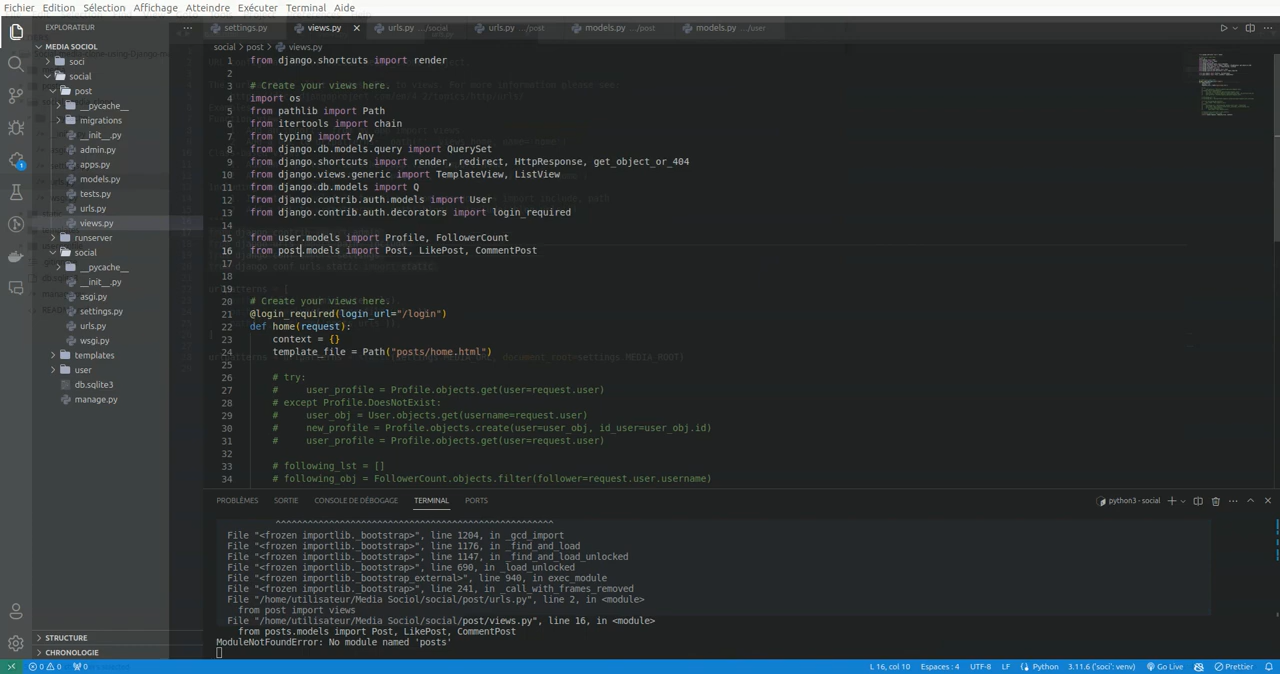 Fichier Edition Sélection Affichage Atteindre Exécuter Terminal Aide
EXPLORATEUR
MEDIA SOCIOL
soci
social
post
__pycache__
migrations
__init__.py
admin.py
apps.py
models.py
tests.py
urls.py
views.py
runserver
social
__pycache__
__init__.py
asgi.py
settings.py
urls.py
wsgi.py
templates
user
db.sqlite3
manage.py
STRUCTURE
CHRONOLOGIE
settings.py views.py urls.py .../social urls.py .../post models.py .../post models.py .../user
social > post > views.py
1 from django.shortcuts import render
2
3 # Create your views here.
4 import os
5 from pathlib import Path
6 from itertools import chain
7 from typing import Any
8 from django.db.models.query import QuerySet
9 from django.shortcuts import render, redirect, HttpResponse, get_object_or_404
10 from django.views.generic import TemplateView, ListView
11 from django.db.models import Q
12 from django.contrib.auth.models import User
13 from django.contrib.auth.decorators import login_required
14
15 from user.models import Profile, FollowerCount
16 from post.models import Post, LikePost, CommentPost
17
18
19
20 # Create your views here.
21 @login_required(login_url="/login")
22 def home(request):
23 context = {}
24 template_file = Path("posts/home.html")
25
26 # try:
27 # user_profile = Profile.objects.get(user=request.user)
28 # except Profile.DoesNotExist:
29 # user_obj = User.objects.get(username=request.user)
30 # new_profile = Profile.objects.create(user=user_obj, id_user=user_obj.id)
31 # user_profile = Profile.objects.get(user=request.user)
32
33 # following_lst = []
34 # following_obj = FollowerCount.objects.filter(follower=request.user.username)
PROBLÈMES SORTIE CONSOLE DE DÉBOGAGE TERMINAL PORTS
python3 - social
^^^^^^^^^^^^^^^^^^^^^^^^^^^^^^^^^^^^^^^^^^^^^^^^^^
File "<frozen importlib._bootstrap>", line 1204, in _gcd_import
File "<frozen importlib._bootstrap>", line 1176, in _find_and_load
File "<frozen importlib._bootstrap>", line 1147, in _find_and_load_unlocked
File "<frozen importlib._bootstrap>", line 690, in _load_unlocked
File "<frozen importlib._bootstrap_external>", line 940, in exec_module
File "<frozen importlib._bootstrap>", line 241, in _call_with_frames_removed
File "/home/utilisateur/Media Sociol/social/post/urls.py", line 2, in <module>
from post import views
File "/home/utilisateur/Media Sociol/social/post/views.py", line 16, in <module>
from posts.models import Post, LikePost, CommentPost
ModuleNotFoundError: No module named 'posts'
0 0 0 L 16, col 10 Espaces : 4 UTF-8 LF Python 3.11.6 ('soci': venv) Go Live Prettier